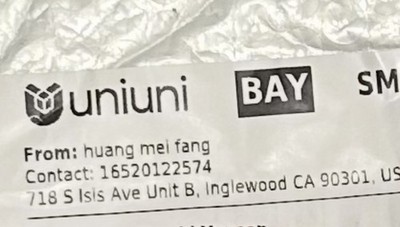 uniuni BAY SM
From: huang mei fang
Contact: 16520122574
718 S Isis Ave Unit B, Inglewood CA 90301, US